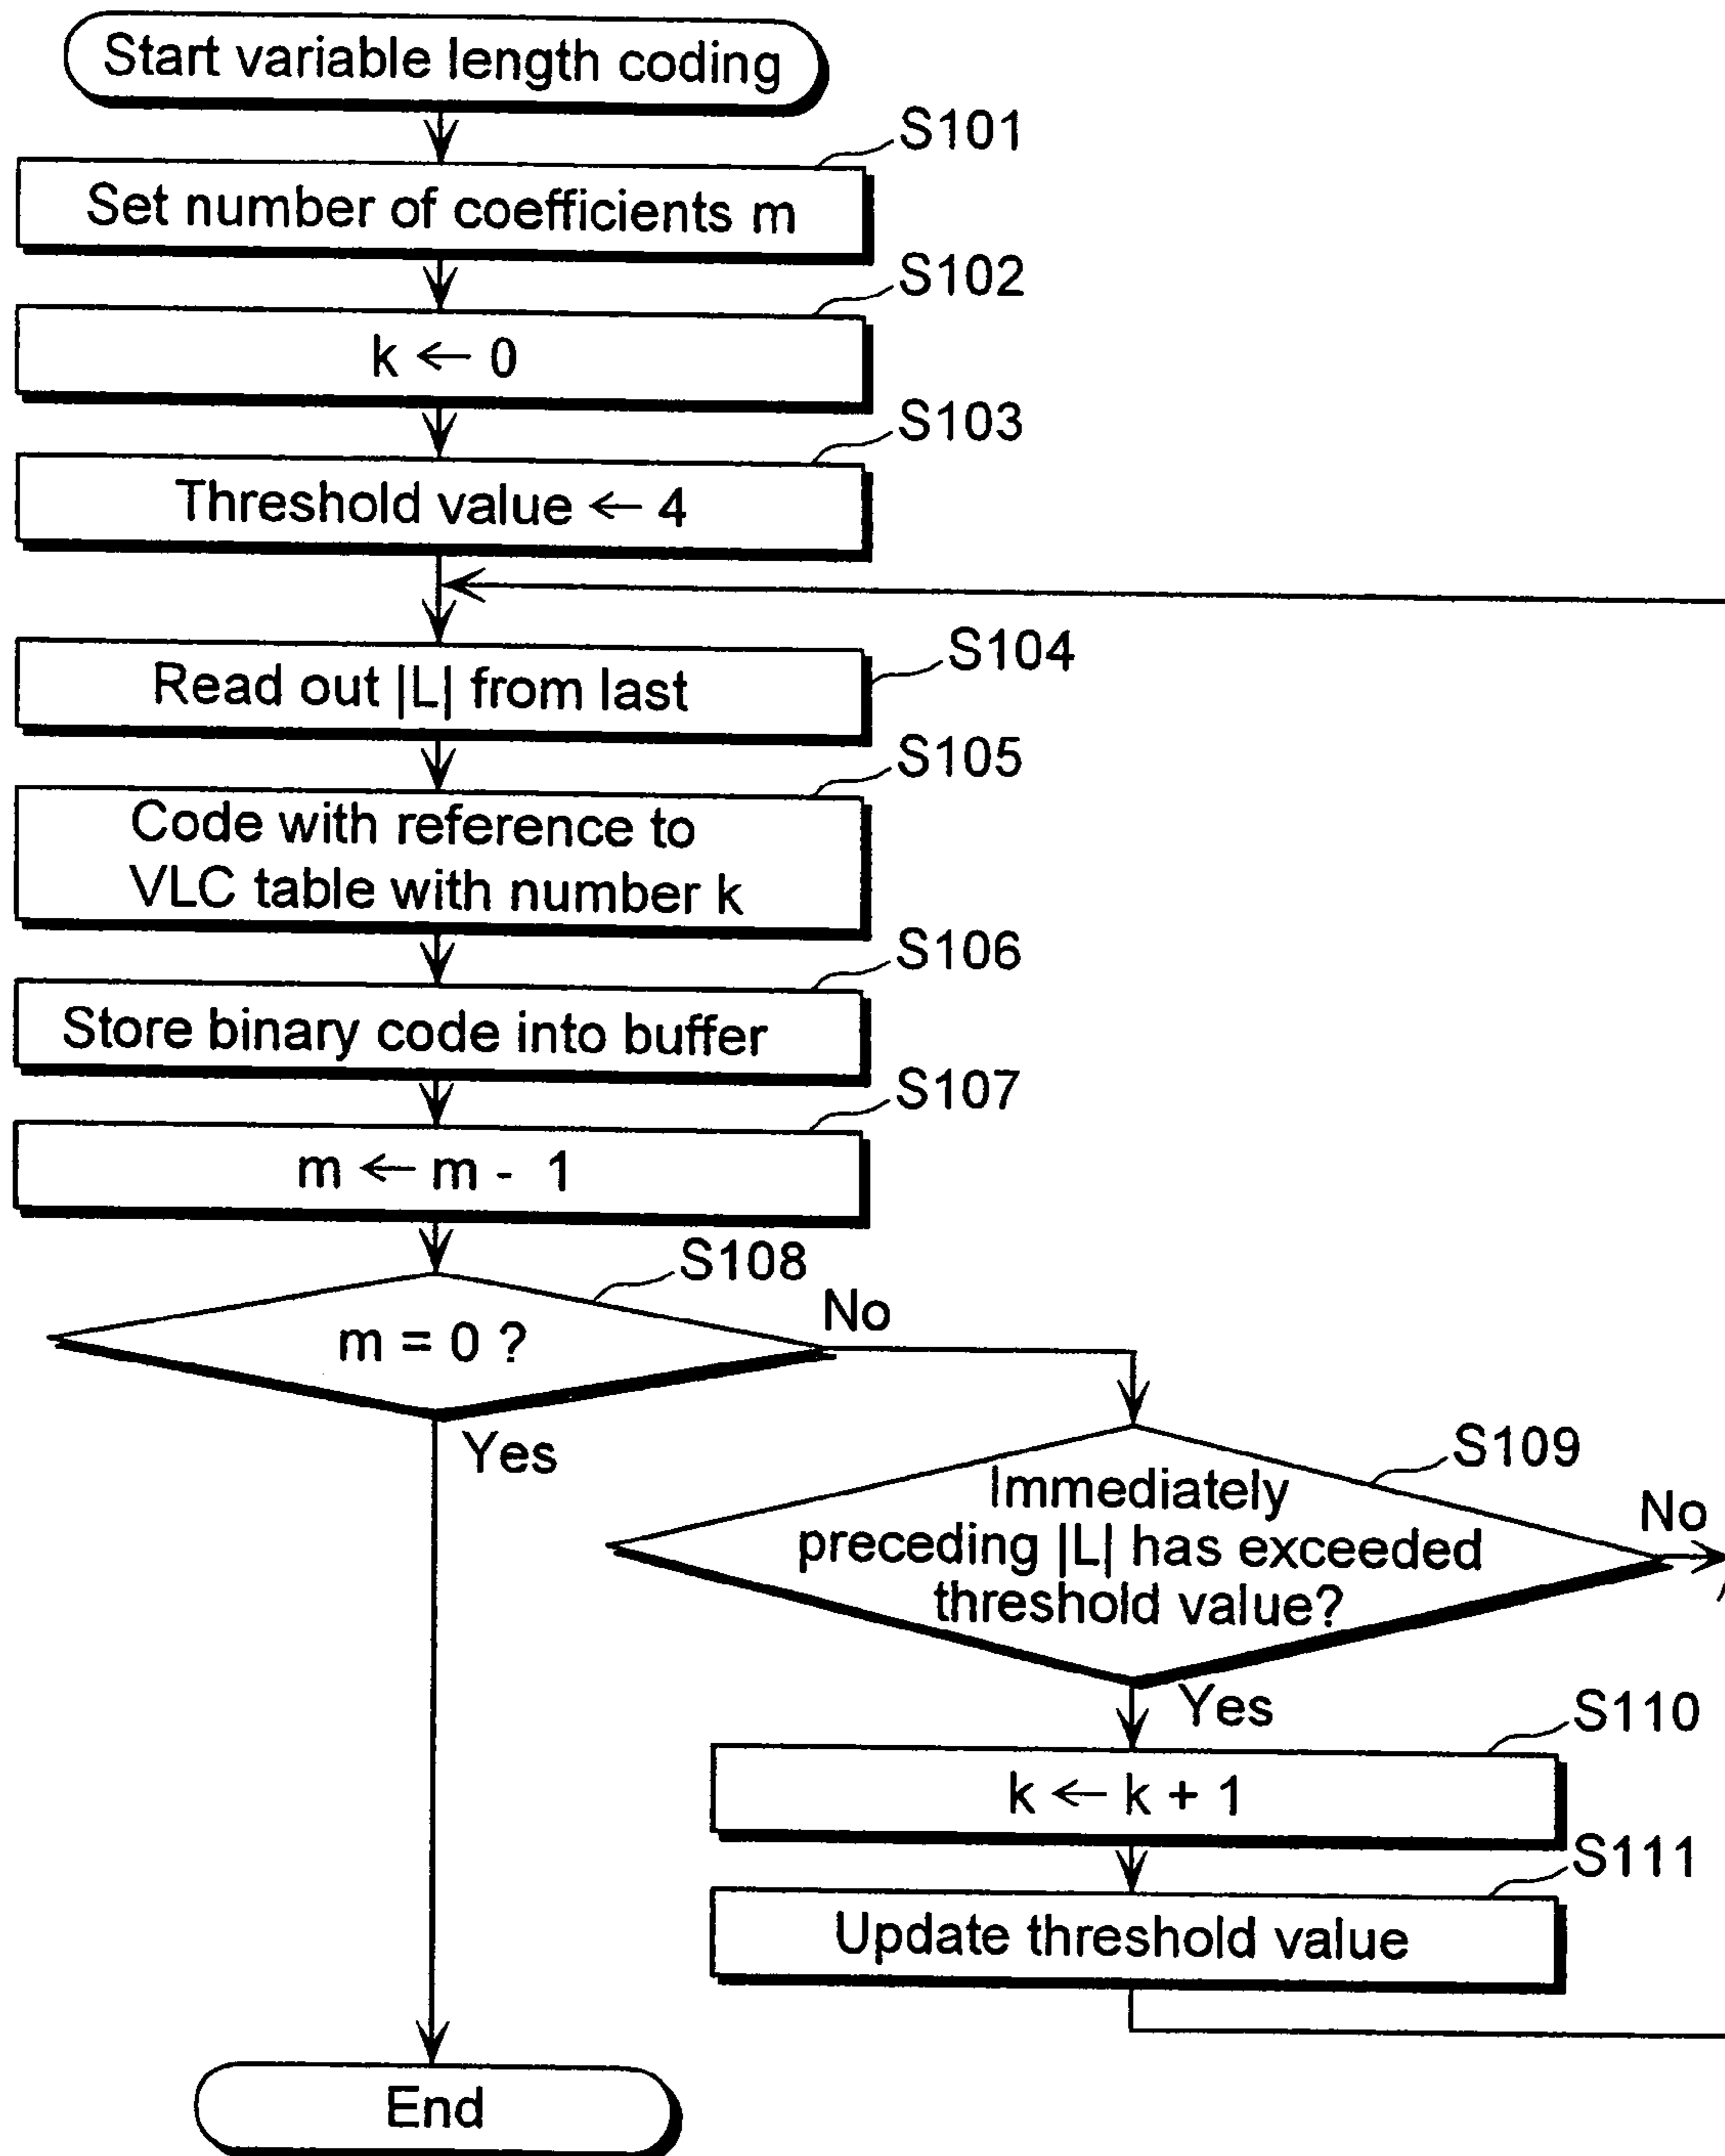 Start variable length coding
S101
Set number of coefficients m
S102
k ← 0
S103
Threshold value ← 4
S104
Read out |L| from last
S105
Code with reference to
VLC table with number k
S106
Store binary code into buffer
S107
m ← m - 1
S108
m = 0 ?
No
Yes
S109
Immediately
preceding |L| has exceeded
threshold value?
No
Yes
S110
k ← k + 1
S111
Update threshold value
End